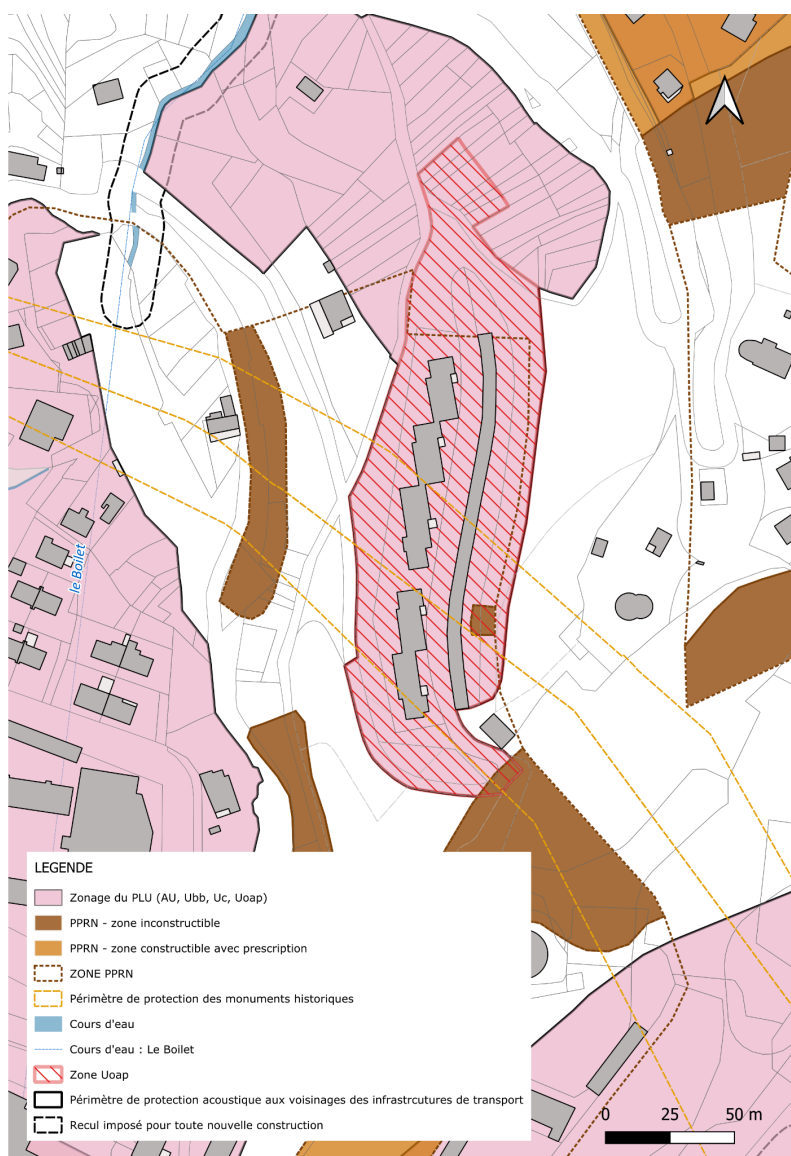 le Boilet
LEGENDE
Zonage du PLU (AU, Ubb, Uc, Uoap)
PPRN - zone inconstructible
PPRN - zone constructible avec prescription
ZONE PPRN
Périmètre de protection des monuments historiques
Cours d'eau
Cours d'eau : Le Boilet
Zone Uoap
Périmètre de protection acoustique aux voisinages des infrastrcutures de transport
Recul imposé pour toute nouvelle construction
0 25 50 m